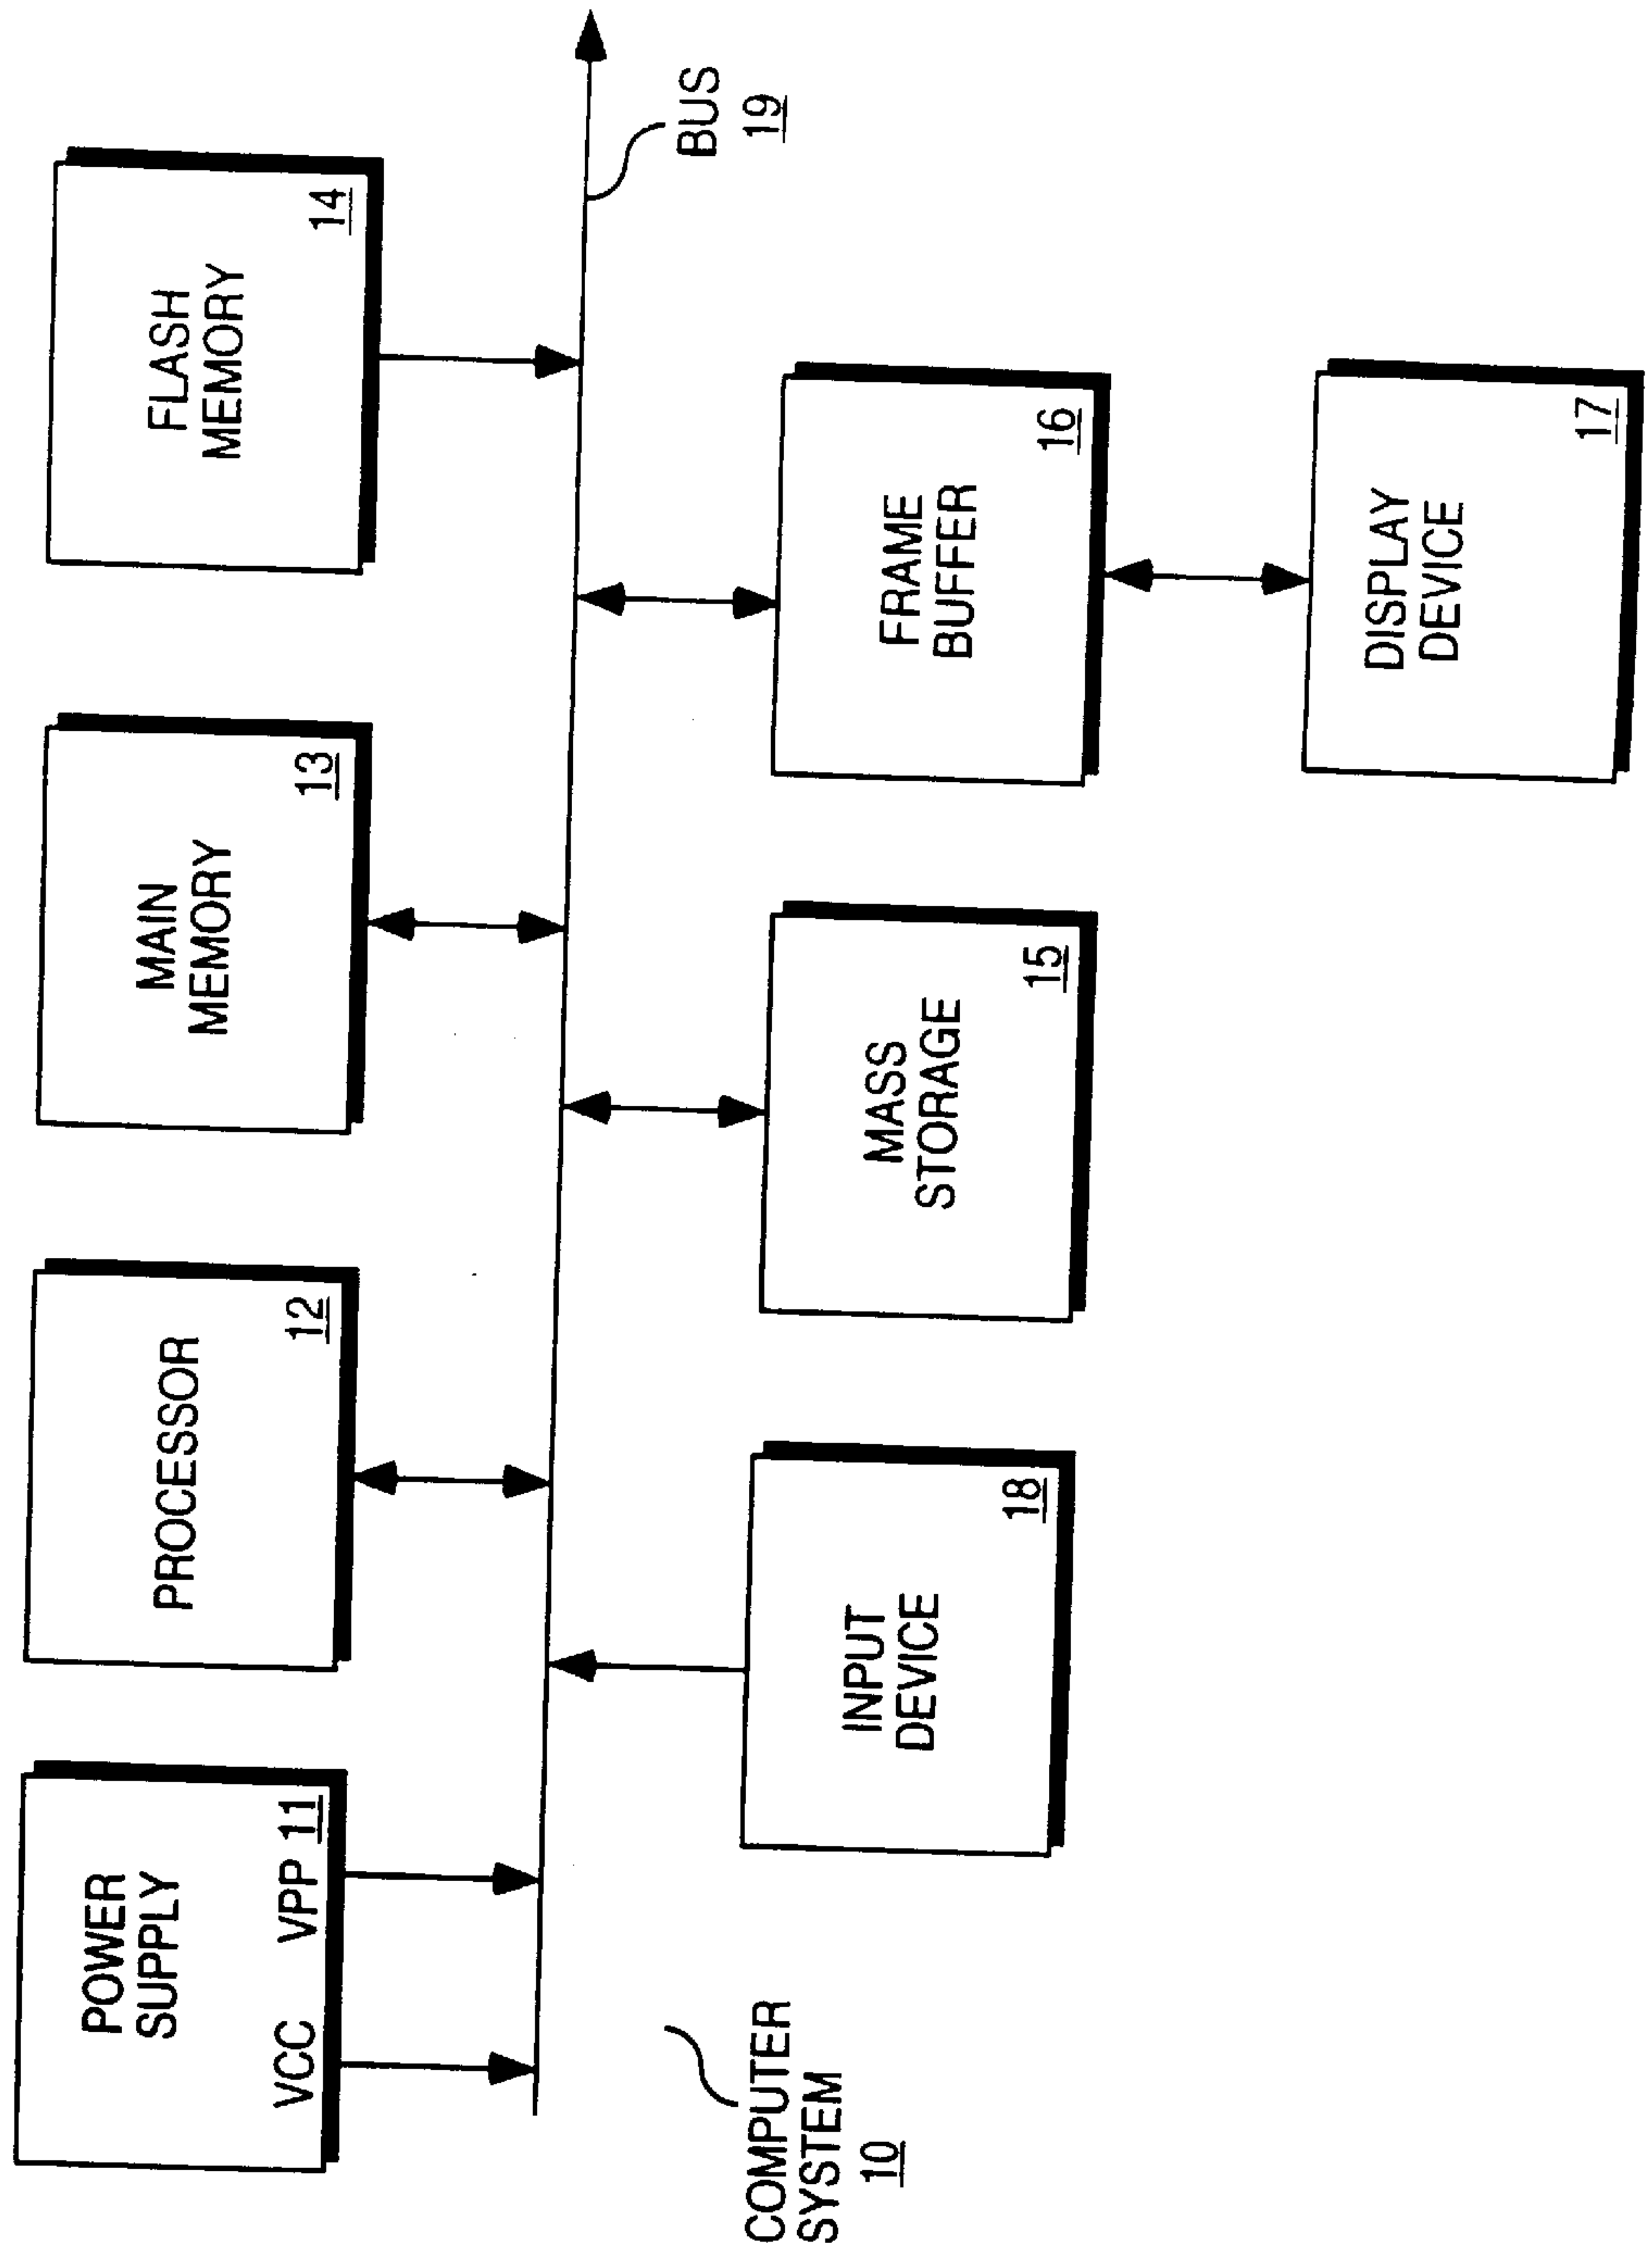 POWER
SUPPLY
VCC VPP 11
PROCESSOR
12
MAIN
MEMORY
13
FLASH
MEMORY
14
BUS
19
INPUT
DEVICE
18
MASS
STORAGE
15
FRAME
BUFFER
16
DISPLAY
DEVICE
17
COMPUTER
SYSTEM
10